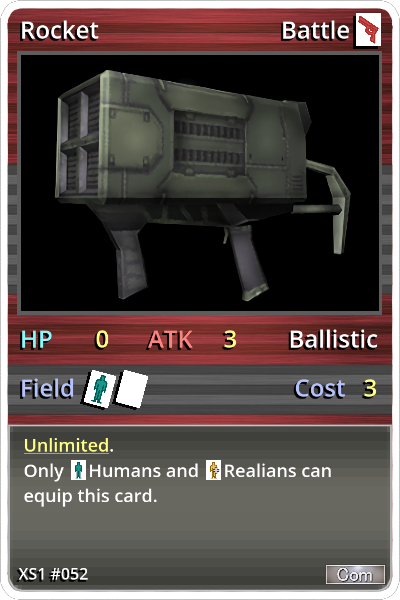 Rocket Battle
HP 0 ATK 3 Ballistic
Field Cost 3
Unlimited.
Only Humans and Realians can
equip this card.
XS1 #052 Com